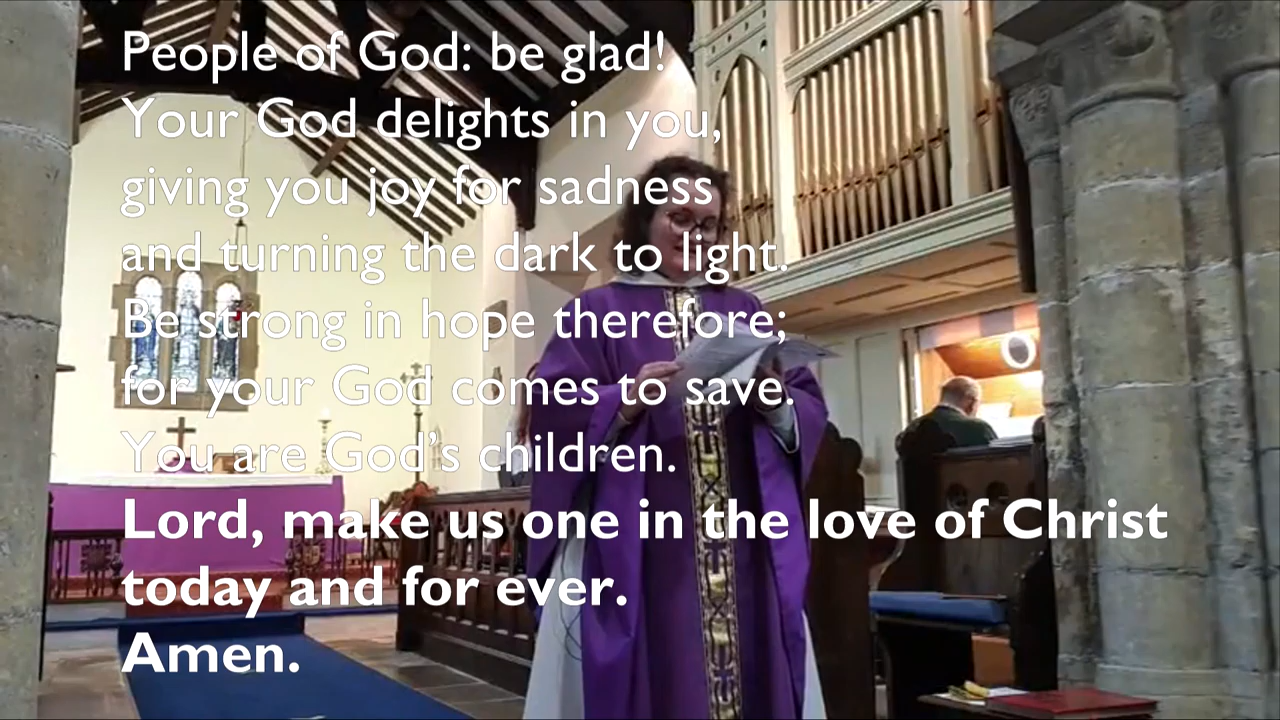 People of God: be glad!
Your God delights in you,
giving you joy for sadness
and turning the dark to light.
Be strong in hope therefore;
for your God comes to save.
You are God’s children.
Lord, make us one in the love of Christ
today and for ever.
Amen.